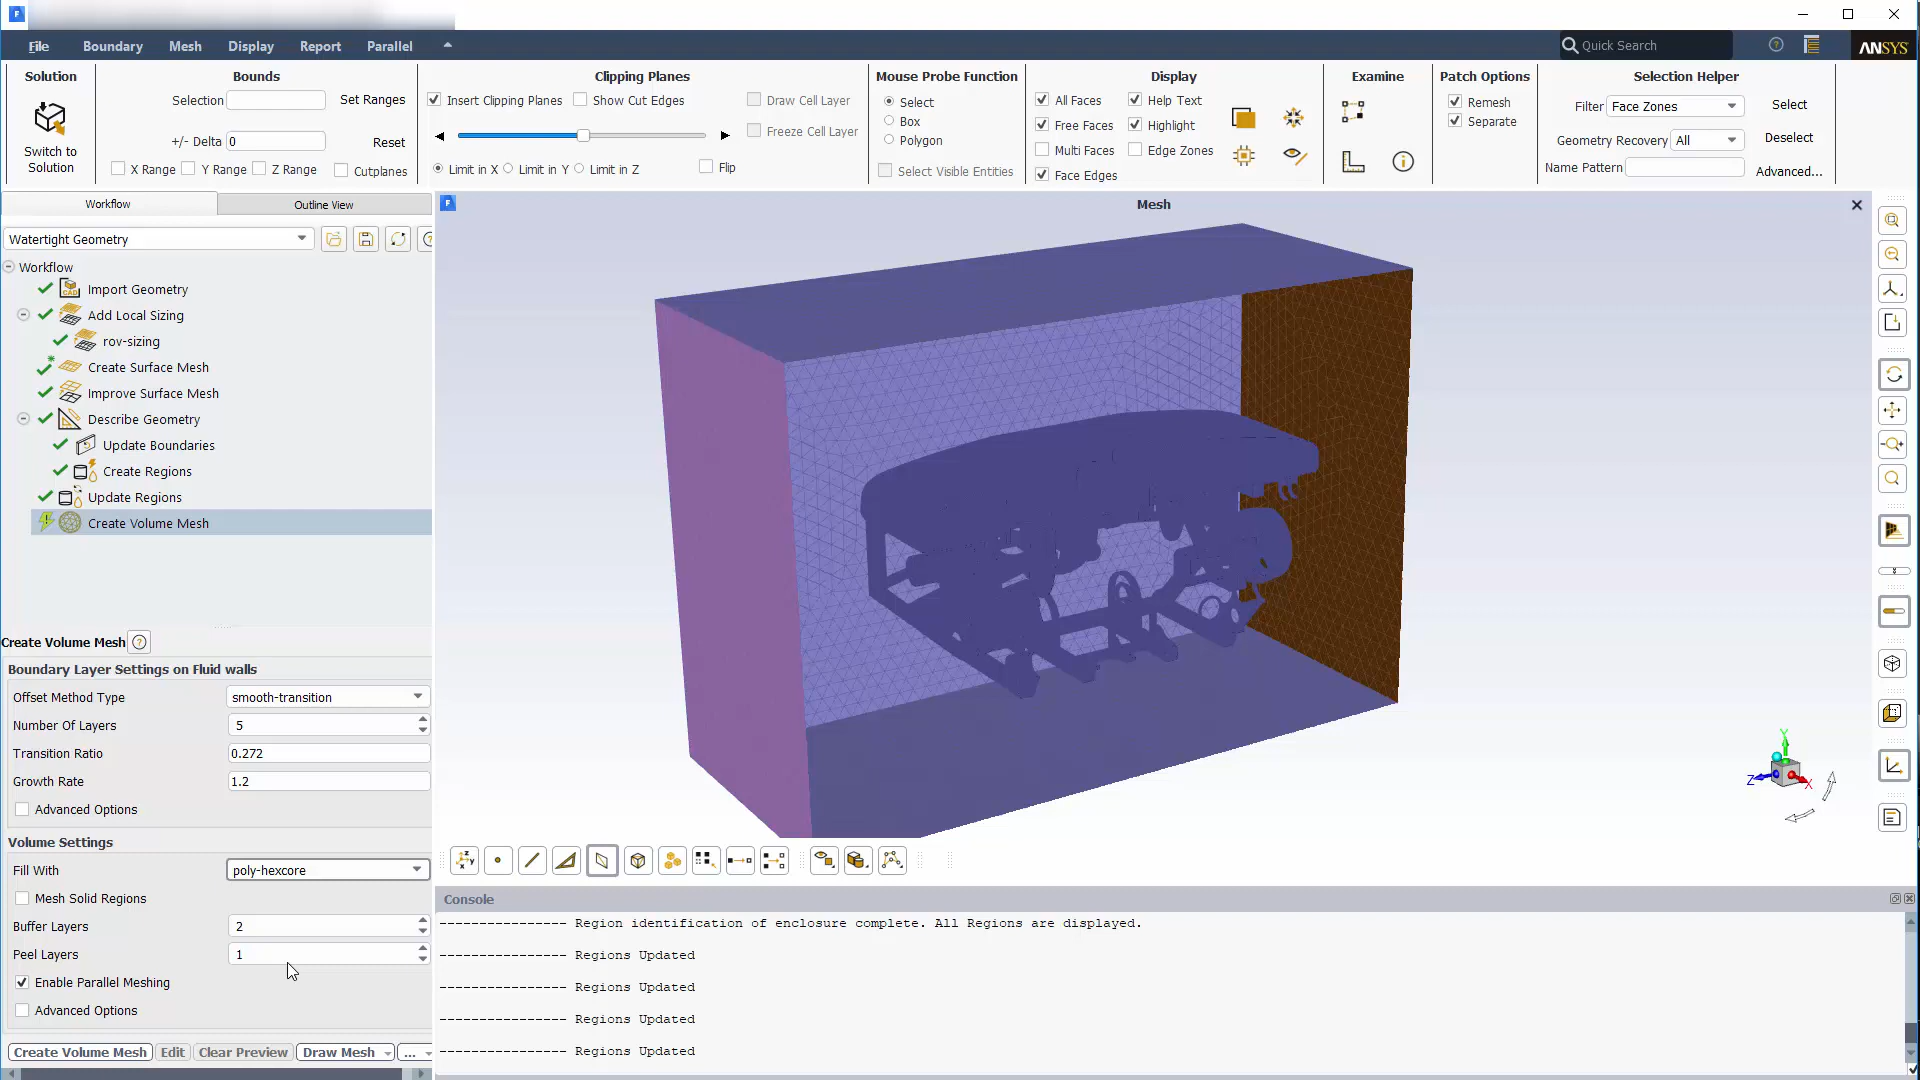 File Boundary Mesh Display Report Parallel
Quick Search
ANSYS
Solution
Switch to
Solution
Bounds
Selection
Set Ranges
+/- Delta 0
Reset
X Range Y Range Z Range Cutplanes
Clipping Planes
Insert Clipping Planes Show Cut Edges
Draw Cell Layer
Freeze Cell Layer
Limit in X Limit in Y Limit in Z
Flip
Mouse Probe Function
Select
Box
Polygon
Select Visible Entities
Display
All Faces Help Text
Free Faces Highlight
Multi Faces Edge Zones
Face Edges
Examine
Patch Options
Remesh
Separate
Selection Helper
Filter Face Zones Select
Geometry Recovery All Deselect
Name Pattern Advanced...
Workflow Outline View
Watertight Geometry
Workflow
Import Geometry
Add Local Sizing
rov-sizing
Create Surface Mesh
Improve Surface Mesh
Describe Geometry
Update Boundaries
Create Regions
Update Regions
Create Volume Mesh
Mesh
Y
Z
X
Create Volume Mesh
Boundary Layer Settings on Fluid walls
Offset Method Type smooth-transition
Number Of Layers 5
Transition Ratio 0.272
Growth Rate 1.2
Advanced Options
Volume Settings
Fill With poly-hexcore
Mesh Solid Regions
Buffer Layers 2
Peel Layers 1
Enable Parallel Meshing
Advanced Options
Create Volume Mesh Edit Clear Preview Draw Mesh ...
Console
---------------- Region identification of enclosure complete. All Regions are displayed.
---------------- Regions Updated
---------------- Regions Updated
---------------- Regions Updated
---------------- Regions Updated